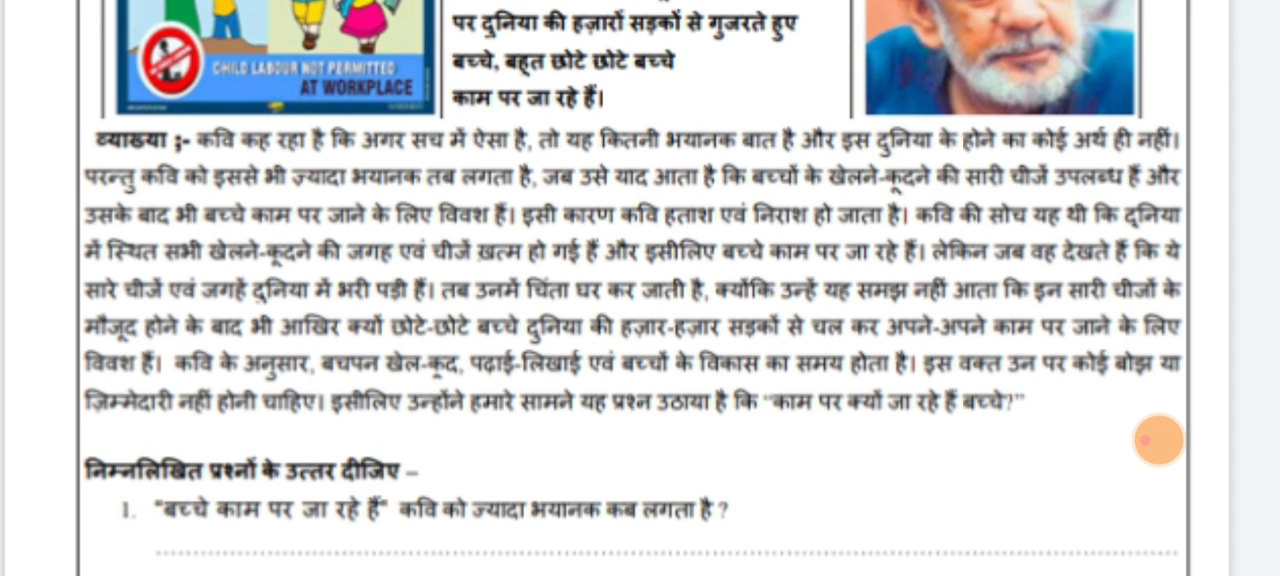 CHILD LABOUR NOT PERMITTED
AT WORKPLACE
पर दुनिया की हज़ारों सड़कों से गुजरते हुए
बच्चे, बहुत छोटे छोटे बच्चे
काम पर जा रहे हैं।
व्याख्या :- कवि कह रहा है कि अगर सच में ऐसा है, तो यह कितनी भयानक बात है और इस दुनिया के होने का कोई अर्थ ही नहीं।
परन्तु कवि को इससे भी ज़्यादा भयानक तब लगता है, जब उसे याद आता है कि बच्चों के खेलने-कूदने की सारी चीजें उपलब्ध हैं और
उसके बाद भी बच्चे काम पर जाने के लिए विवश हैं। इसी कारण कवि हताश एवं निराश हो जाता है। कवि की सोच यह थी कि दुनिया
में स्थित सभी खेलने-कूदने की जगह एवं चीजें ख़त्म हो गई हैं और इसीलिए बच्चे काम पर जा रहे हैं। लेकिन जब वह देखते हैं कि ये
सारे चीजें एवं जगहें दुनिया में भरी पड़ी हैं। तब उनमें चिंता घर कर जाती है, क्योंकि उन्हें यह समझ नहीं आता कि इन सारी चीजों के
मौजूद होने के बाद भी आखिर क्यों छोटे-छोटे बच्चे दुनिया की हज़ार-हज़ार सड़कों से चल कर अपने-अपने काम पर जाने के लिए
विवश हैं। कवि के अनुसार, बचपन खेल-कूद, पढ़ाई-लिखाई एवं बच्चों के विकास का समय होता है। इस वक्त उन पर कोई बोझ या
ज़िम्मेदारी नहीं होनी चाहिए। इसीलिए उन्होंने हमारे सामने यह प्रश्न उठाया है कि “काम पर क्यों जा रहे हैं बच्चे?”
निम्नलिखित प्रश्नों के उत्तर दीजिए –
1. "बच्चे काम पर जा रहे हैं" कवि को ज्यादा भयानक कब लगता है ?